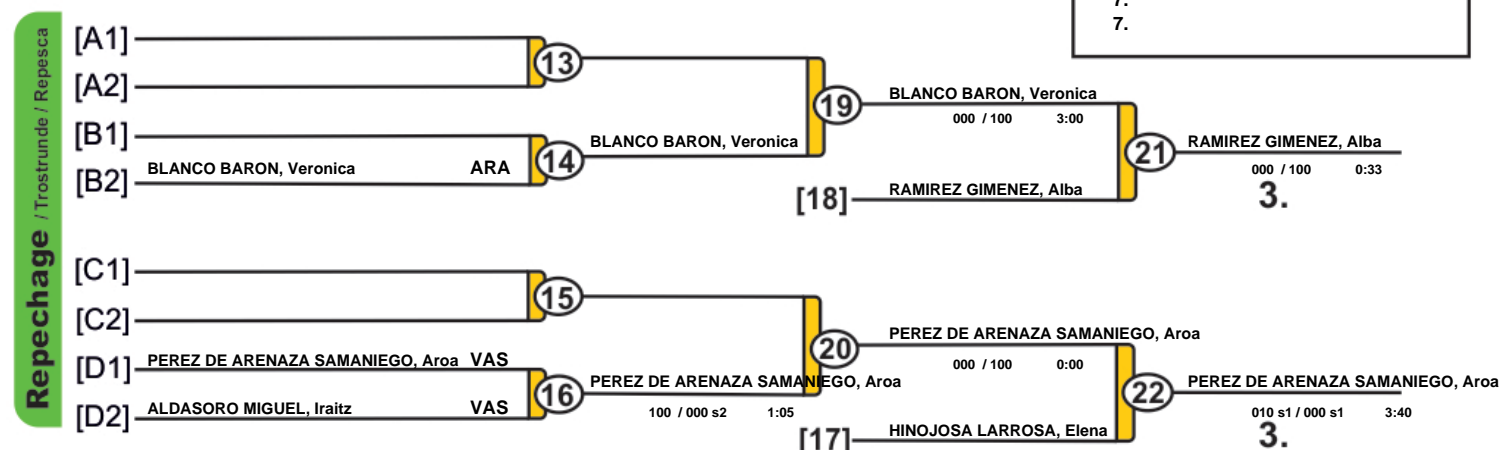 7.
7.
Repechage / Trostrunde / Repesca
[A1]
13
[A2]
19
BLANCO BARON, Veronica
000 / 100 3:00
[B1]
BLANCO BARON, Veronica
21
RAMIREZ GIMENEZ, Alba
14
BLANCO BARON, Veronica ARA
000 / 100 0:33
[B2]
[18]
RAMIREZ GIMENEZ, Alba
3.
[C1]
15
[C2]
PEREZ DE ARENAZA SAMANIEGO, Aroa
20
[D1]
PEREZ DE ARENAZA SAMANIEGO, Aroa VAS
000 / 100 0:00
16
PEREZ DE ARENAZA SAMANIEGO, Aroa
22
PEREZ DE ARENAZA SAMANIEGO, Aroa
[D2]
ALDASORO MIGUEL, Iraitz VAS
100 / 000 s2 1:05
010 s1 / 000 s1 3:40
[17]
HINOJOSA LARROSA, Elena
3.